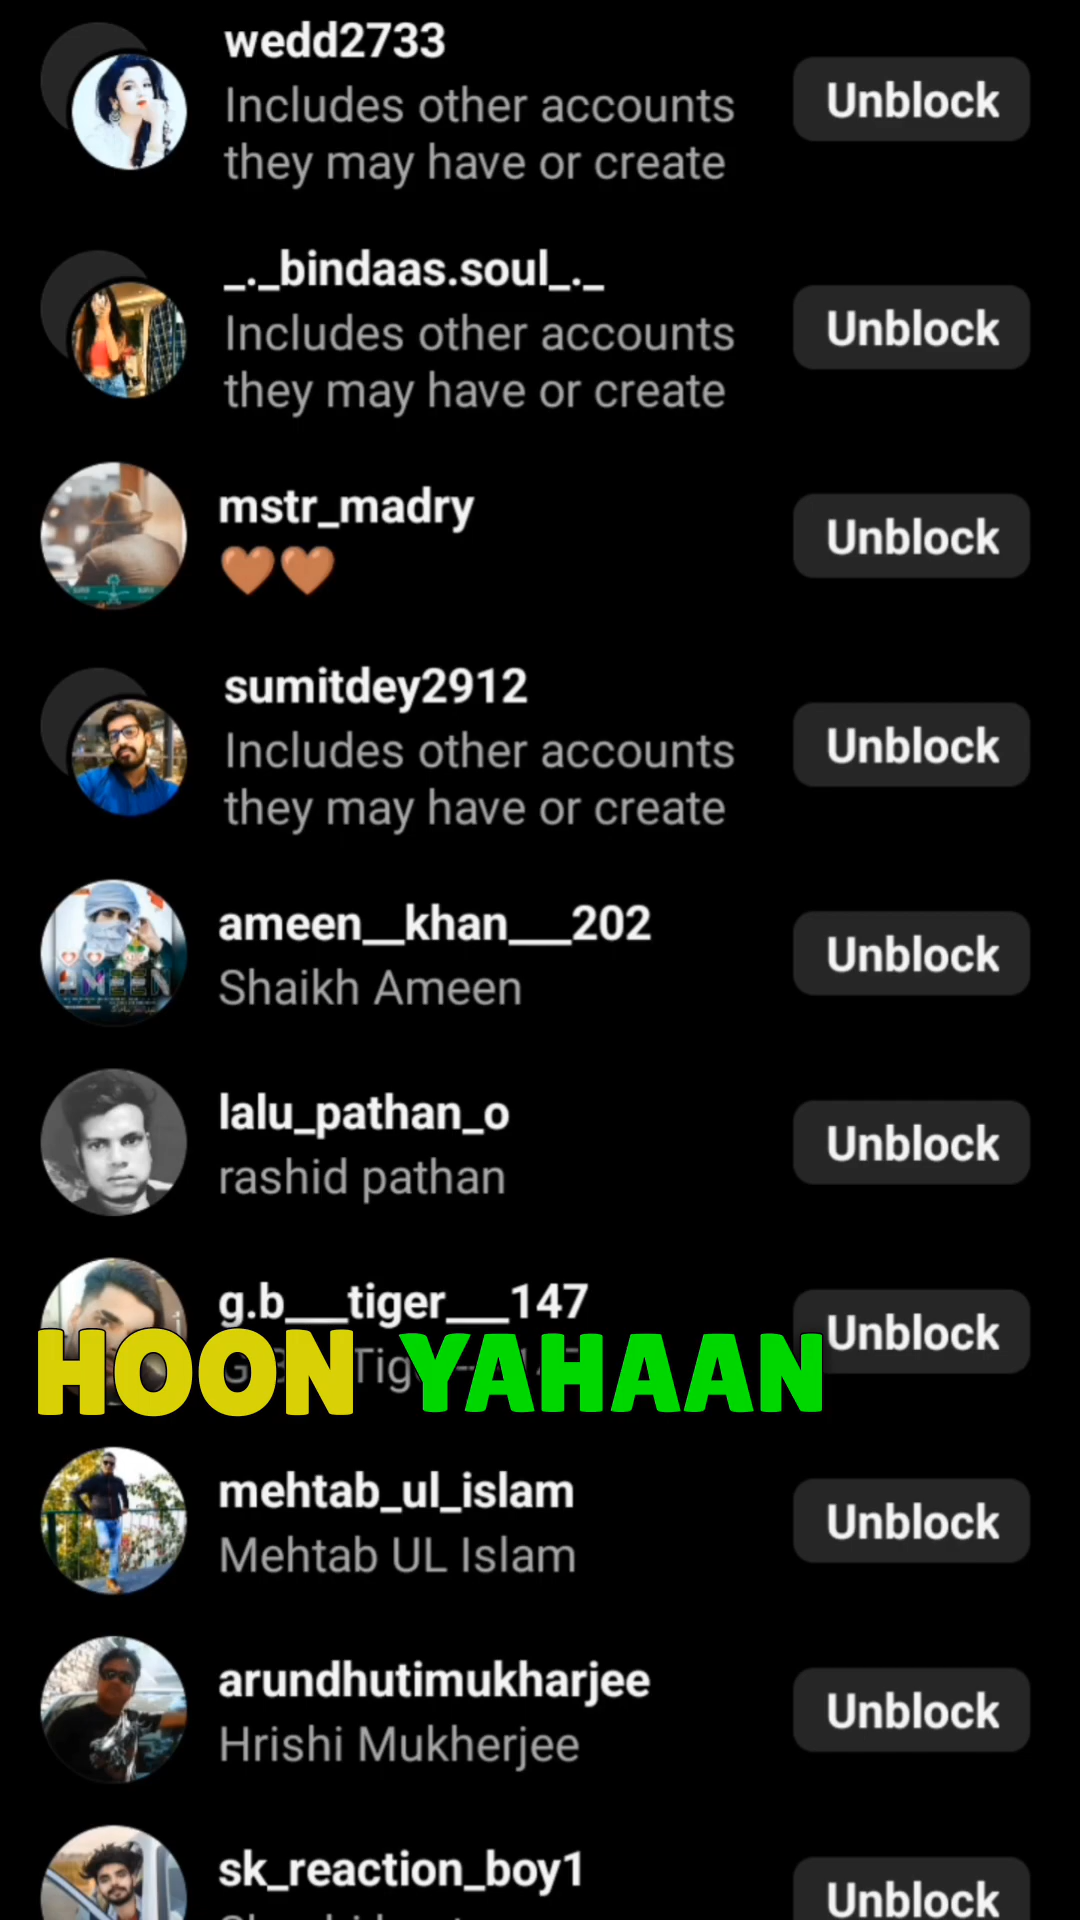 wedd2733
Includes other accounts
they may have or create
Unblock
_._bindaas.soul_._
Includes other accounts
they may have or create
Unblock
mstr_madry
🤎🤎
Unblock
sumitdey2912
Includes other accounts
they may have or create
Unblock
ameen__khan___202
Shaikh Ameen
Unblock
AMEEN
lalu_pathan_o
rashid pathan
Unblock
g.b___tiger___147
Unblock
HOON YAHAAN
mehtab_ul_islam
Mehtab UL Islam
Unblock
arundhutimukharjee
Hrishi Mukherjee
Unblock
sk_reaction_boy1
Unblock